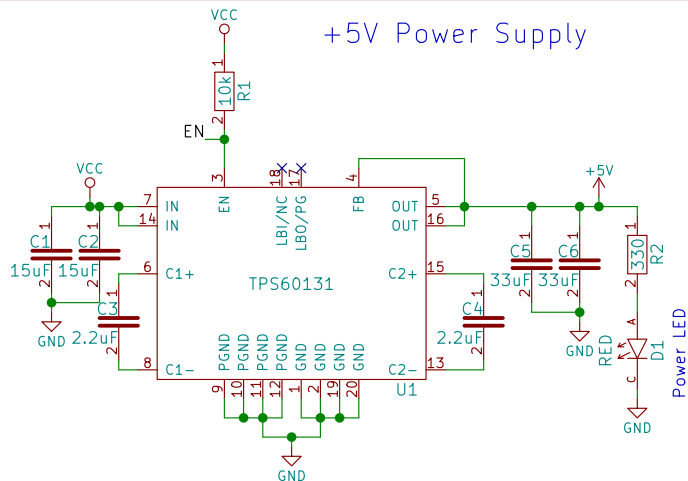 VCC
+5V Power Supply
1
10k
R1
2
EN
3
18
17
4
VCC
+5V
7
IN
EN
LBI/NC
LBO/PG
FB
OUT
5
14
IN
OUT
16
C1
1
C2
1
C5
1
C6
1
1
330
R2
15uF
2
15uF
2
6
C1+
TPS60131
C2+
15
33uF
2
33uF
2
2
GND
C3
1
2.2uF
2
C4
1
2.2uF
2
GND
RED
A
C
D1
Power LED
8
C1-
PGND
PGND
PGND
PGND
GND
GND
GND
GND
C2-
13
9
10
11
12
1
2
19
20
U1
GND
GND